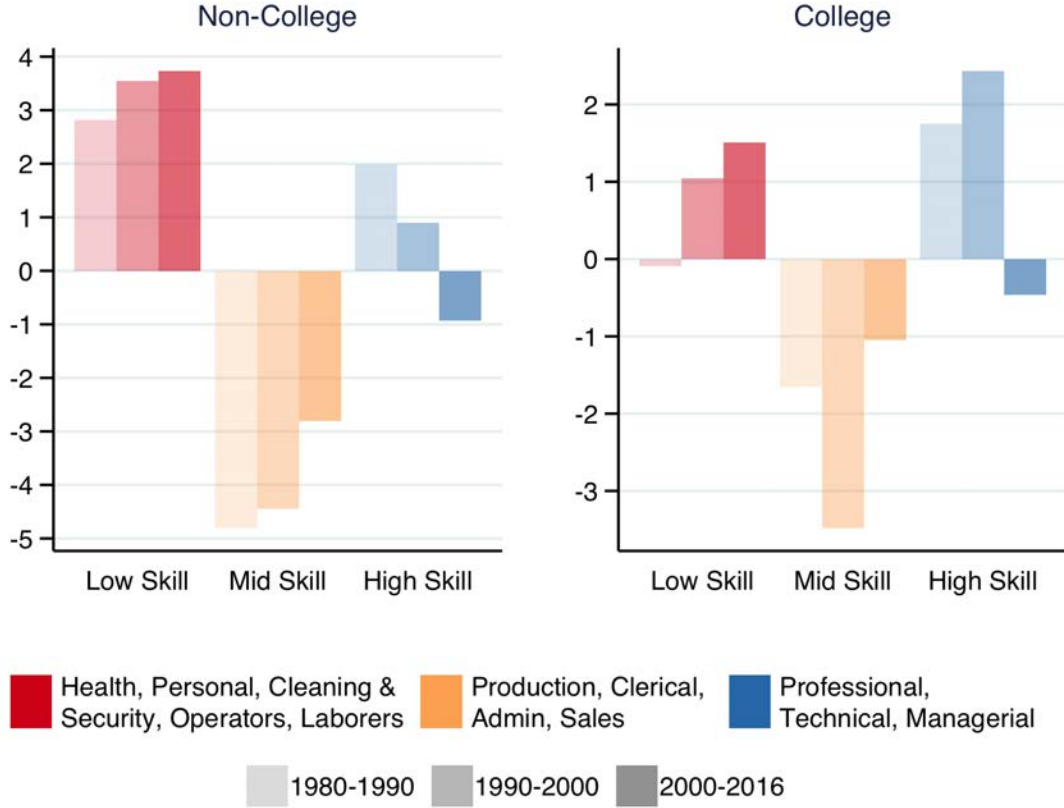 Non-College
College
4
3
2
1
0
-1
-2
-3
-4
-5
Low Skill Mid Skill High Skill
2
1
0
-1
-2
-3
Low Skill Mid Skill High Skill
Health, Personal, Cleaning &
Security, Operators, Laborers
Production, Clerical,
Admin, Sales
Professional,
Technical, Managerial
1980-1990 1990-2000 2000-2016